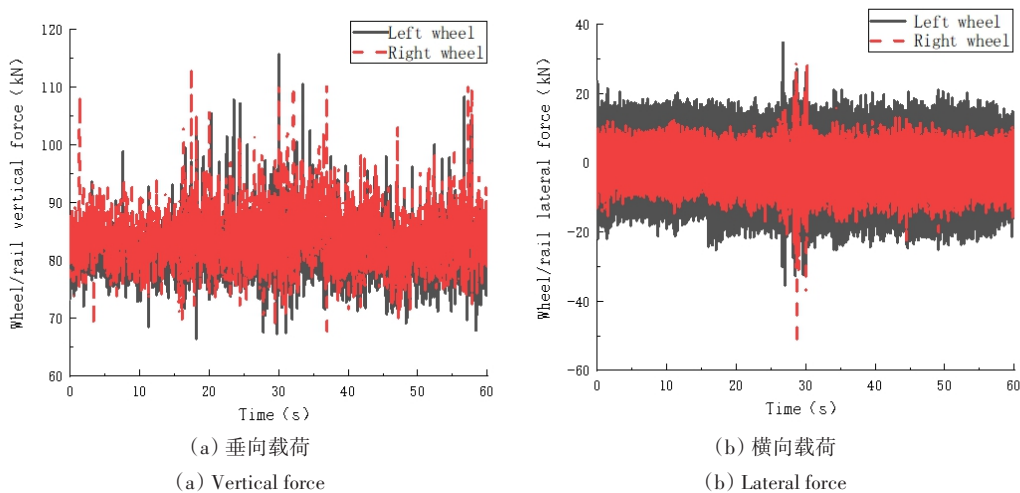 Left wheel
Right wheel
Wheel/rail vertical force（kN）
120
110
100
90
80
70
60
0
10
20
30
40
50
60
Time（s）
(a) 垂向载荷
(a) Vertical force
Left wheel
Right wheel
Wheel/rail lateral force（kN）
40
20
0
-20
-40
-60
0
10
20
30
40
50
60
Time（s）
(b) 横向载荷
(b) Lateral force